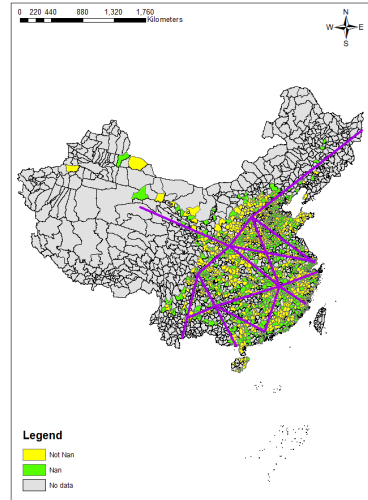 0 220 440 880 1,320 1,760
Kilometers
N
W E
S
Legend
Not Nan
Nan
No data